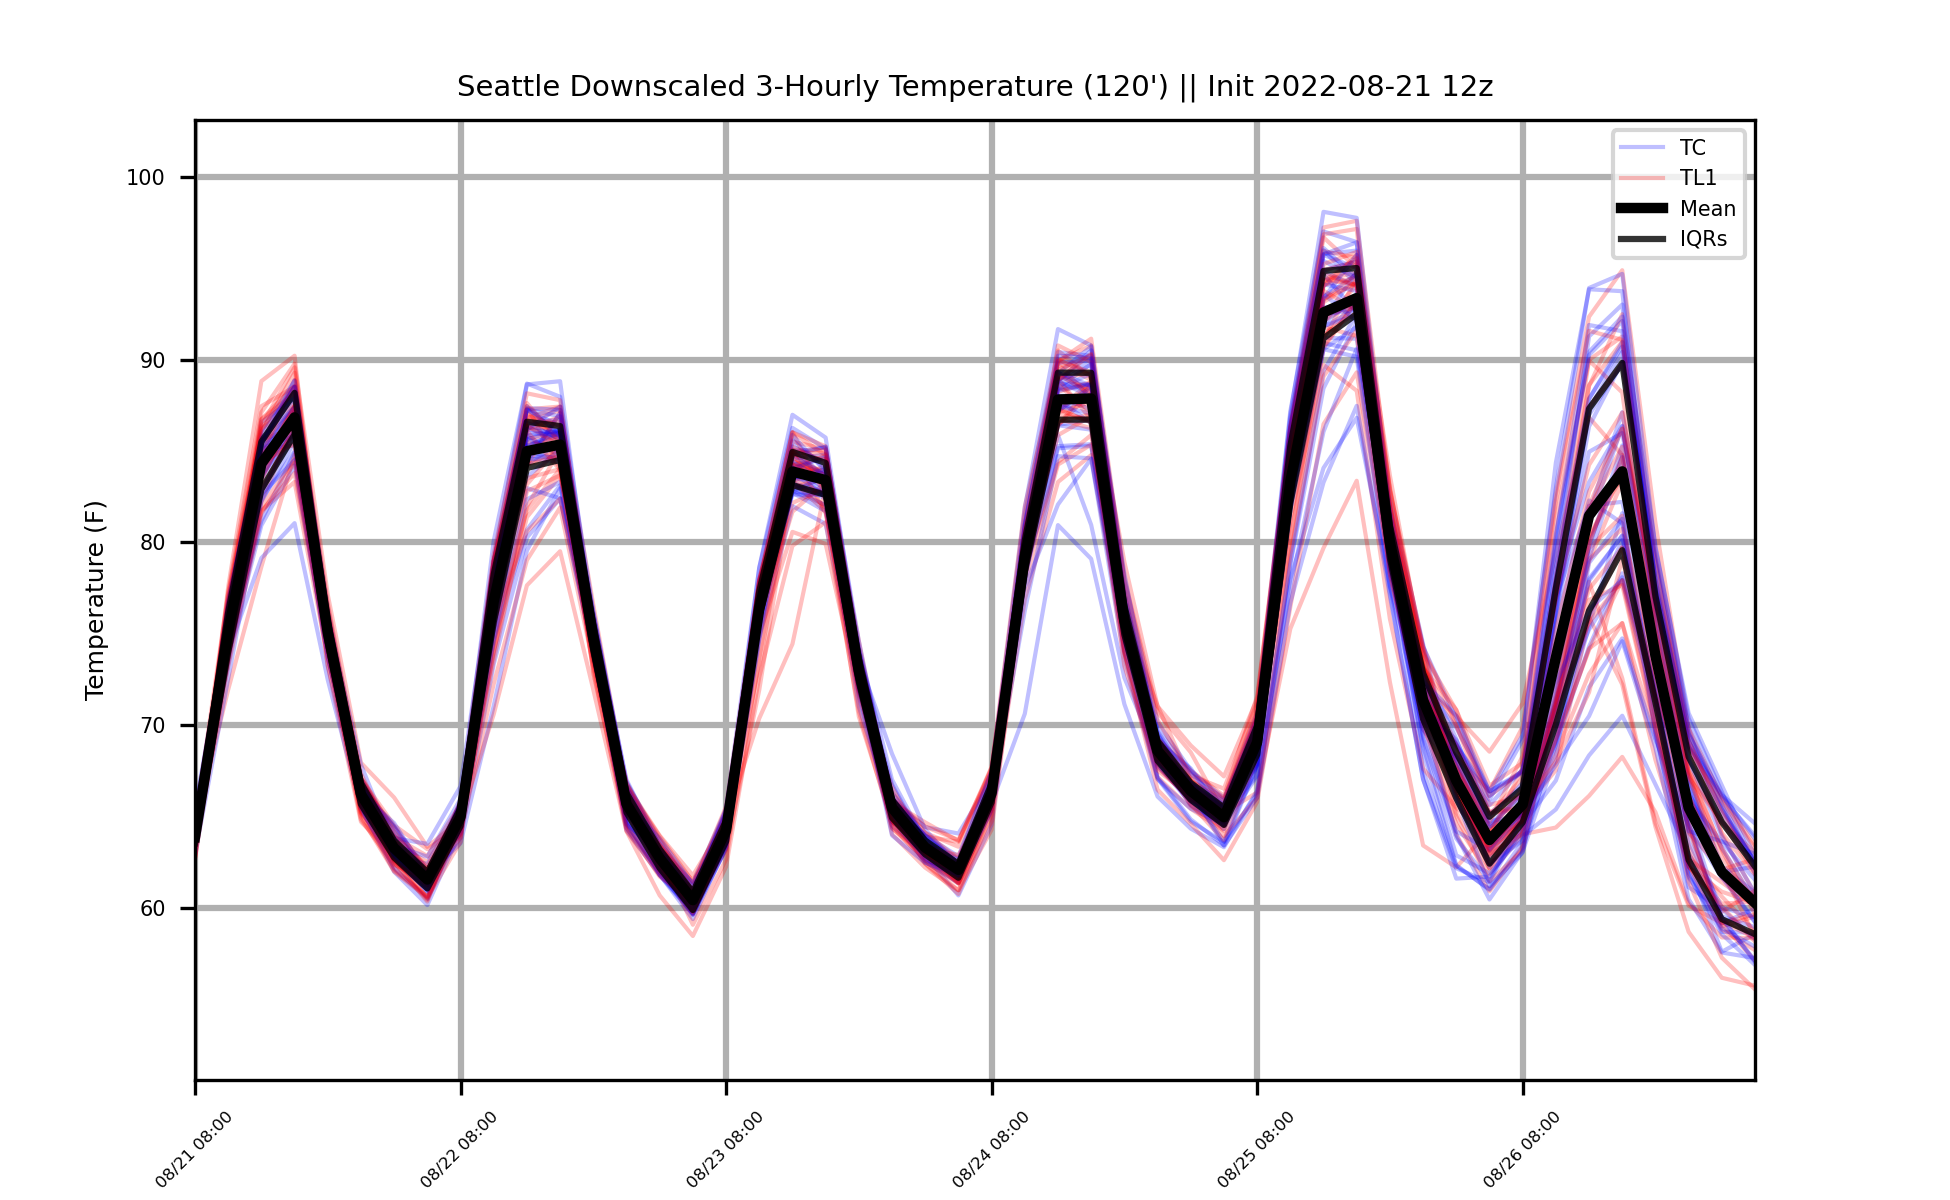 Seattle Downscaled 3-Hourly Temperature (120') || Init 2022-08-21 12z
TC
TL1
Mean
IQRs
Temperature (F)
100
90
80
70
60
08/21 08:00
08/22 08:00
08/23 08:00
08/24 08:00
08/25 08:00
08/26 08:00